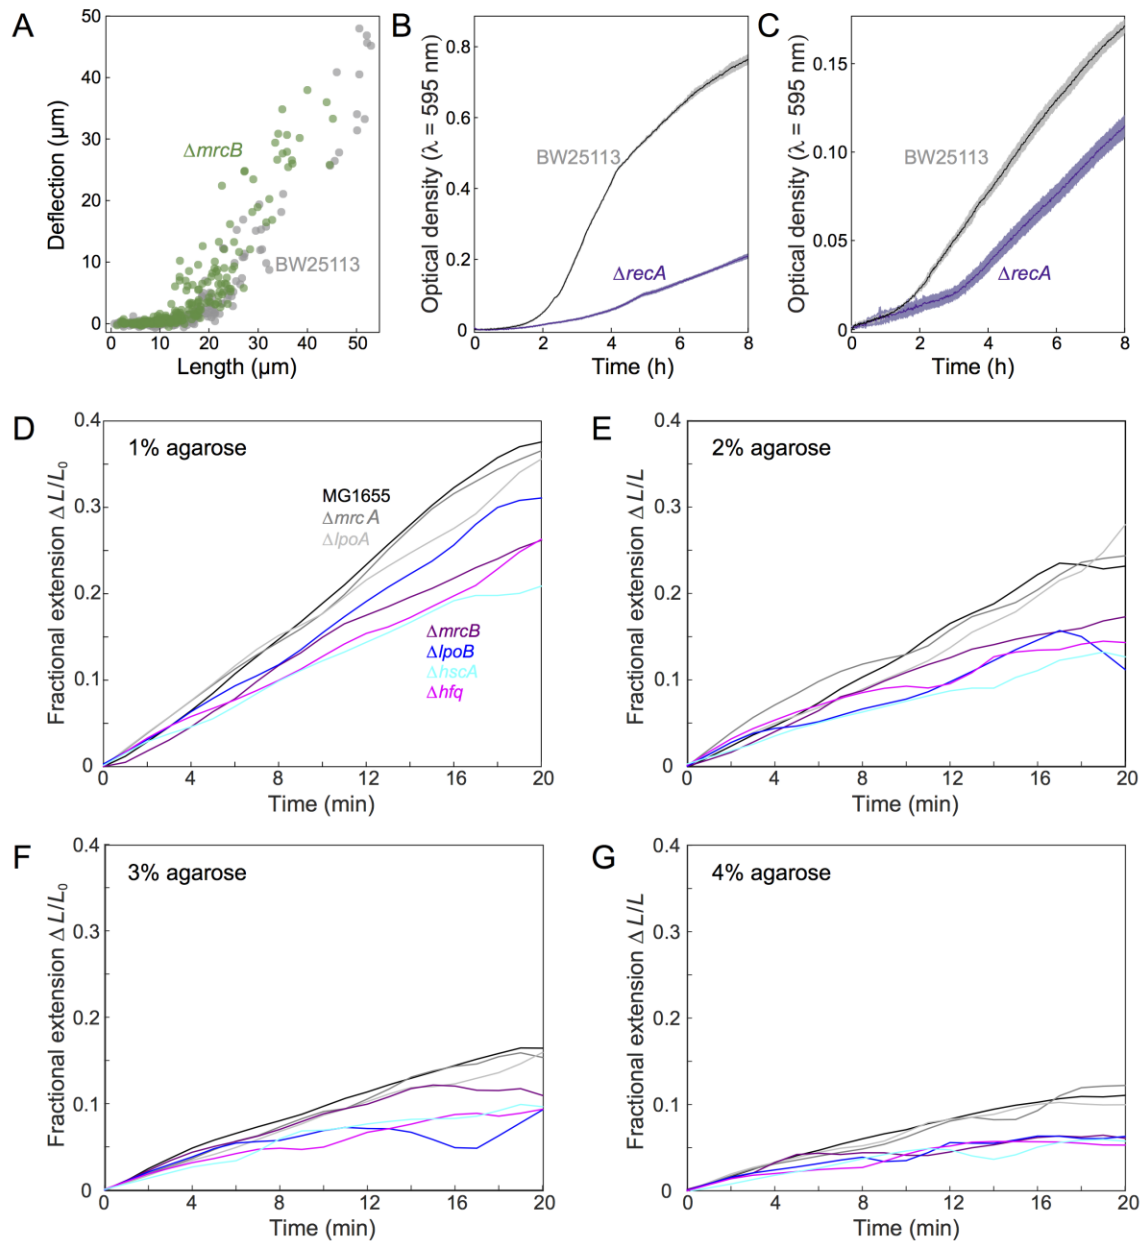 A
Deflection (μm)
50
40
30
20
10
0
ΔmrcB
BW25113
0 10 20 30 40 50
Length (μm)
B
Optical density (λ = 595 nm)
0.8
0.6
0.4
0.2
0
BW25113
ΔrecA
0 2 4 6 8
Time (h)
C
Optical density (λ = 595 nm)
0.15
0.10
0.05
0
BW25113
ΔrecA
0 2 4 6 8
Time (h)
D
Fractional extension ΔL/L₀
0.4
0.3
0.2
0.1
0
1% agarose
MG1655
ΔmrcA
ΔlpoA
ΔmrcB
ΔlpoB
ΔhscA
Δhfq
0 4 8 12 16 20
Time (min)
E
Fractional extension ΔL/L
0.4
0.3
0.2
0.1
0
2% agarose
0 4 8 12 16 20
Time (min)
F
Fractional extension ΔL/L₀
0.4
0.3
0.2
0.1
0
3% agarose
0 4 8 12 16 20
Time (min)
G
Fractional extension ΔL/L
0.4
0.3
0.2
0.1
0
4% agarose
0 4 8 12 16 20
Time (min)